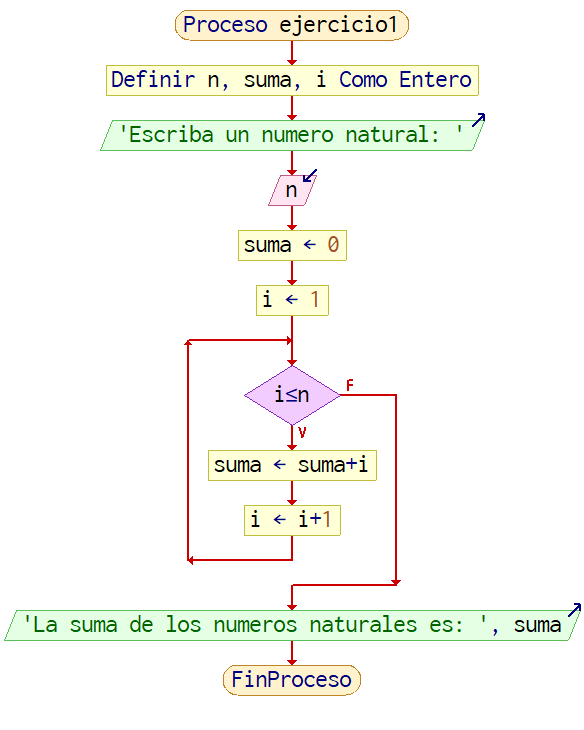 Proceso ejercicio1
Definir n, suma, i Como Entero
'Escriba un numero natural: '
n
suma ← 0
i ← 1
i≤n
F
V
suma ← suma+i
i ← i+1
'La suma de los numeros naturales es: ', suma
FinProceso